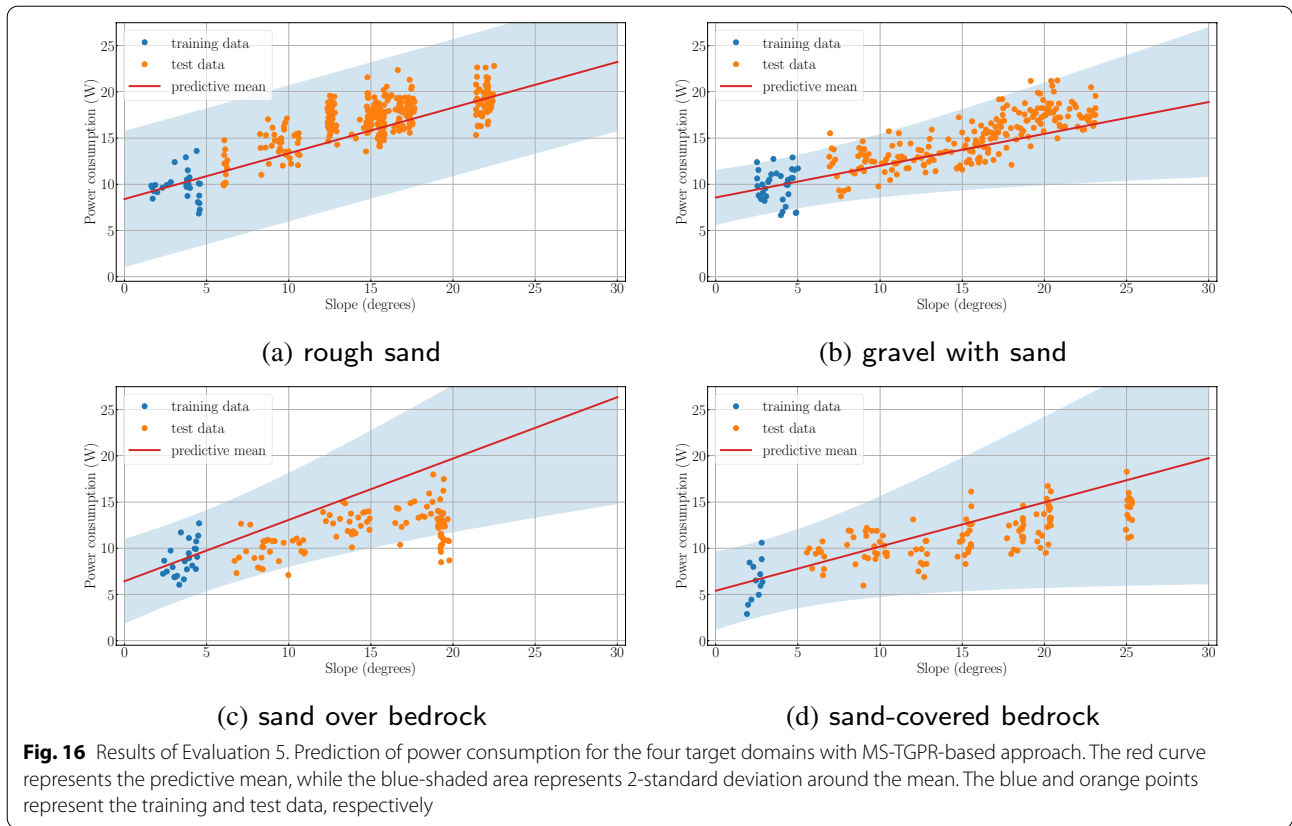 25
20
15
10
5
0
Power consumption (W)
training data
test data
predictive mean
0 5 10 15 20 25 30
Slope (degrees)
(a) rough sand
25
20
15
10
5
0
Power consumption (W)
training data
test data
predictive mean
0 5 10 15 20 25 30
Slope (degrees)
(b) gravel with sand
25
20
15
10
5
0
Power consumption (W)
training data
test data
predictive mean
0 5 10 15 20 25 30
Slope (degrees)
(c) sand over bedrock
25
20
15
10
5
0
Power consumption (W)
training data
test data
predictive mean
0 5 10 15 20 25 30
Slope (degrees)
(d) sand-covered bedrock
Fig. 16 Results of Evaluation 5. Prediction of power consumption for the four target domains with MS-TGPR-based approach. The red curve
represents the predictive mean, while the blue-shaded area represents 2-standard deviation around the mean. The blue and orange points
represent the training and test data, respectively